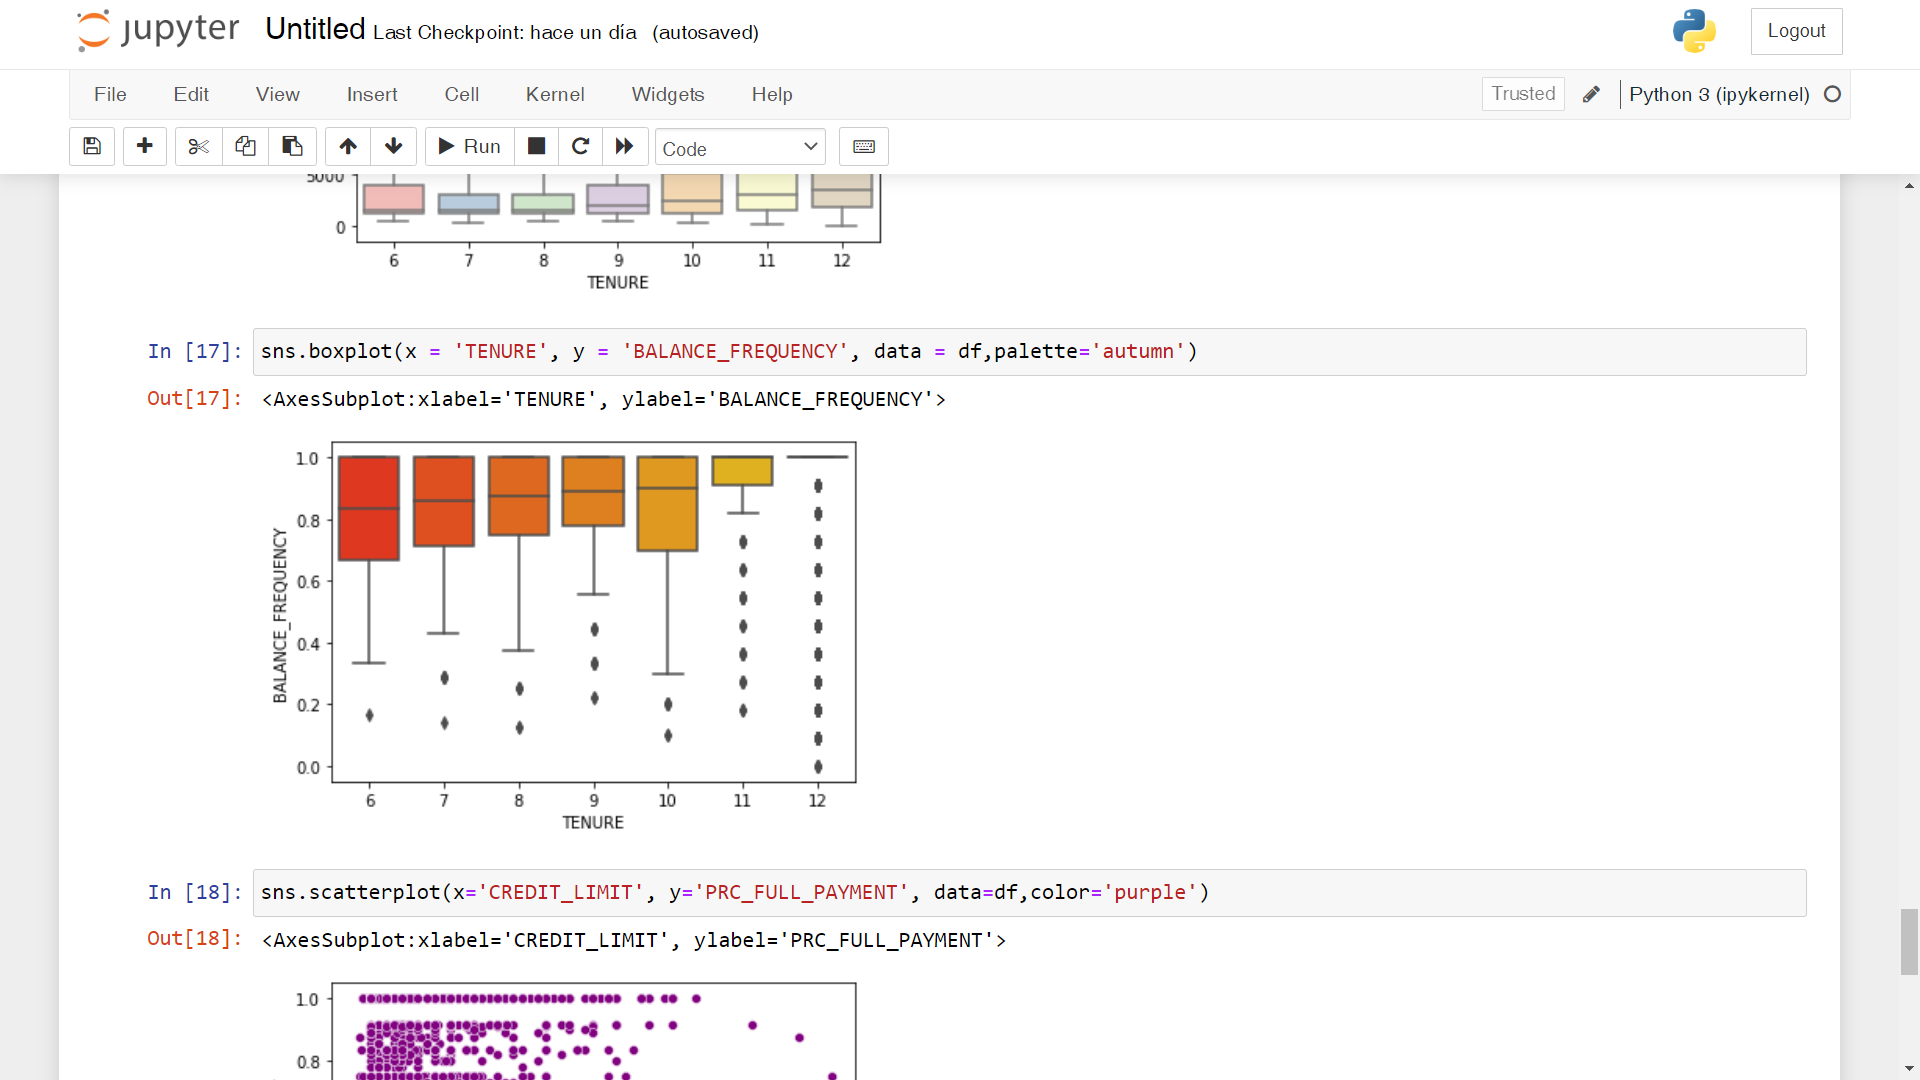 jupyter Untitled Last Checkpoint: hace un día (autosaved) Logout
File Edit View Insert Cell Kernel Widgets Help Trusted Python 3 (ipykernel)
Run Code
5000
0
6 7 8 9 10 11 12
TENURE
In [17]: sns.boxplot(x = 'TENURE', y = 'BALANCE_FREQUENCY', data = df,palette='autumn')
Out[17]: <AxesSubplot:xlabel='TENURE', ylabel='BALANCE_FREQUENCY'>
1.0
0.8
0.6
0.4
0.2
0.0
BALANCE_FREQUENCY
6 7 8 9 10 11 12
TENURE
In [18]: sns.scatterplot(x='CREDIT_LIMIT', y='PRC_FULL_PAYMENT', data=df,color='purple')
Out[18]: <AxesSubplot:xlabel='CREDIT_LIMIT', ylabel='PRC_FULL_PAYMENT'>
1.0
0.8